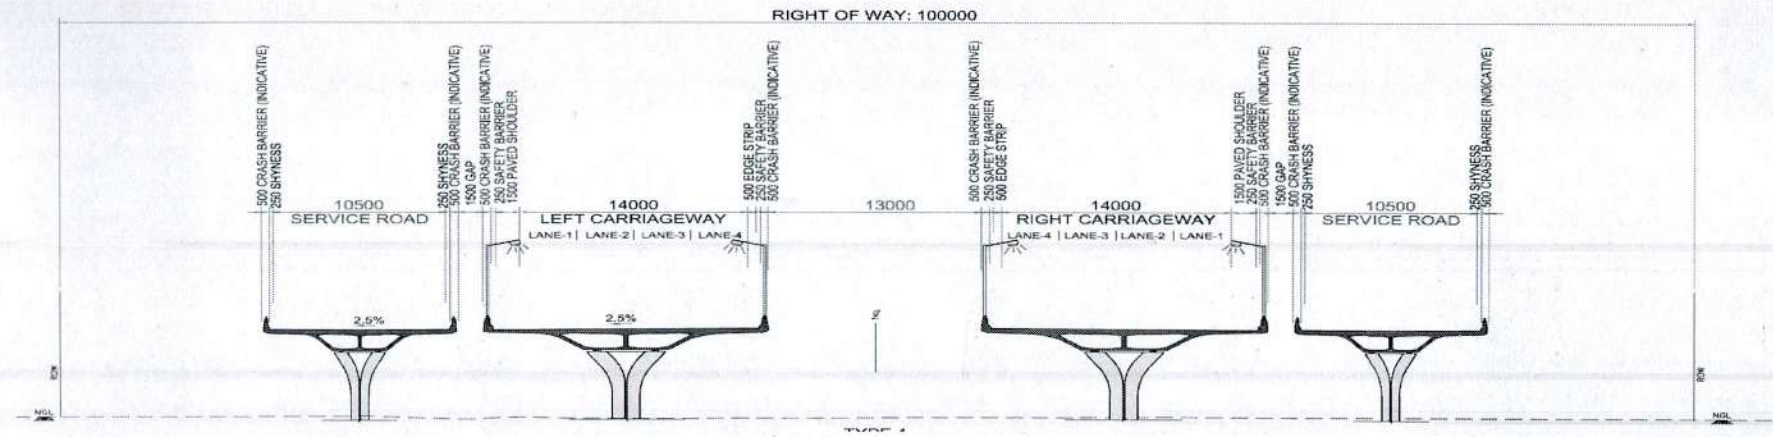 RIGHT OF WAY: 100000
500 CRASH BARRIER (INDICATIVE)
250 SHYNESS
250 SHYNESS
500 CRASH BARRIER (INDICATIVE)
1500 GAP
500 CRASH BARRIER (INDICATIVE)
250 SAFETY BARRIER
1500 PAVED SHOULDER
500 EDGE STRIP
250 SAFETY BARRIER
500 CRASH BARRIER (INDICATIVE)
500 CRASH BARRIER (INDICATIVE)
250 SAFETY BARRIER
500 EDGE STRIP
1500 PAVED SHOULDER
250 SAFETY BARRIER
500 CRASH BARRIER (INDICATIVE)
1500 GAP
500 CRASH BARRIER (INDICATIVE)
250 SHYNESS
250 SHYNESS
500 CRASH BARRIER (INDICATIVE)
10500 14000 13000 14000 10500
SERVICE ROAD LEFT CARRIAGEWAY RIGHT CARRIAGEWAY SERVICE ROAD
LANE-1 | LANE-2 | LANE-3 | LANE-4 LANE-4 | LANE-3 | LANE-2 | LANE-1
2.5% 2.5%
ROW ROW
NGL NGL